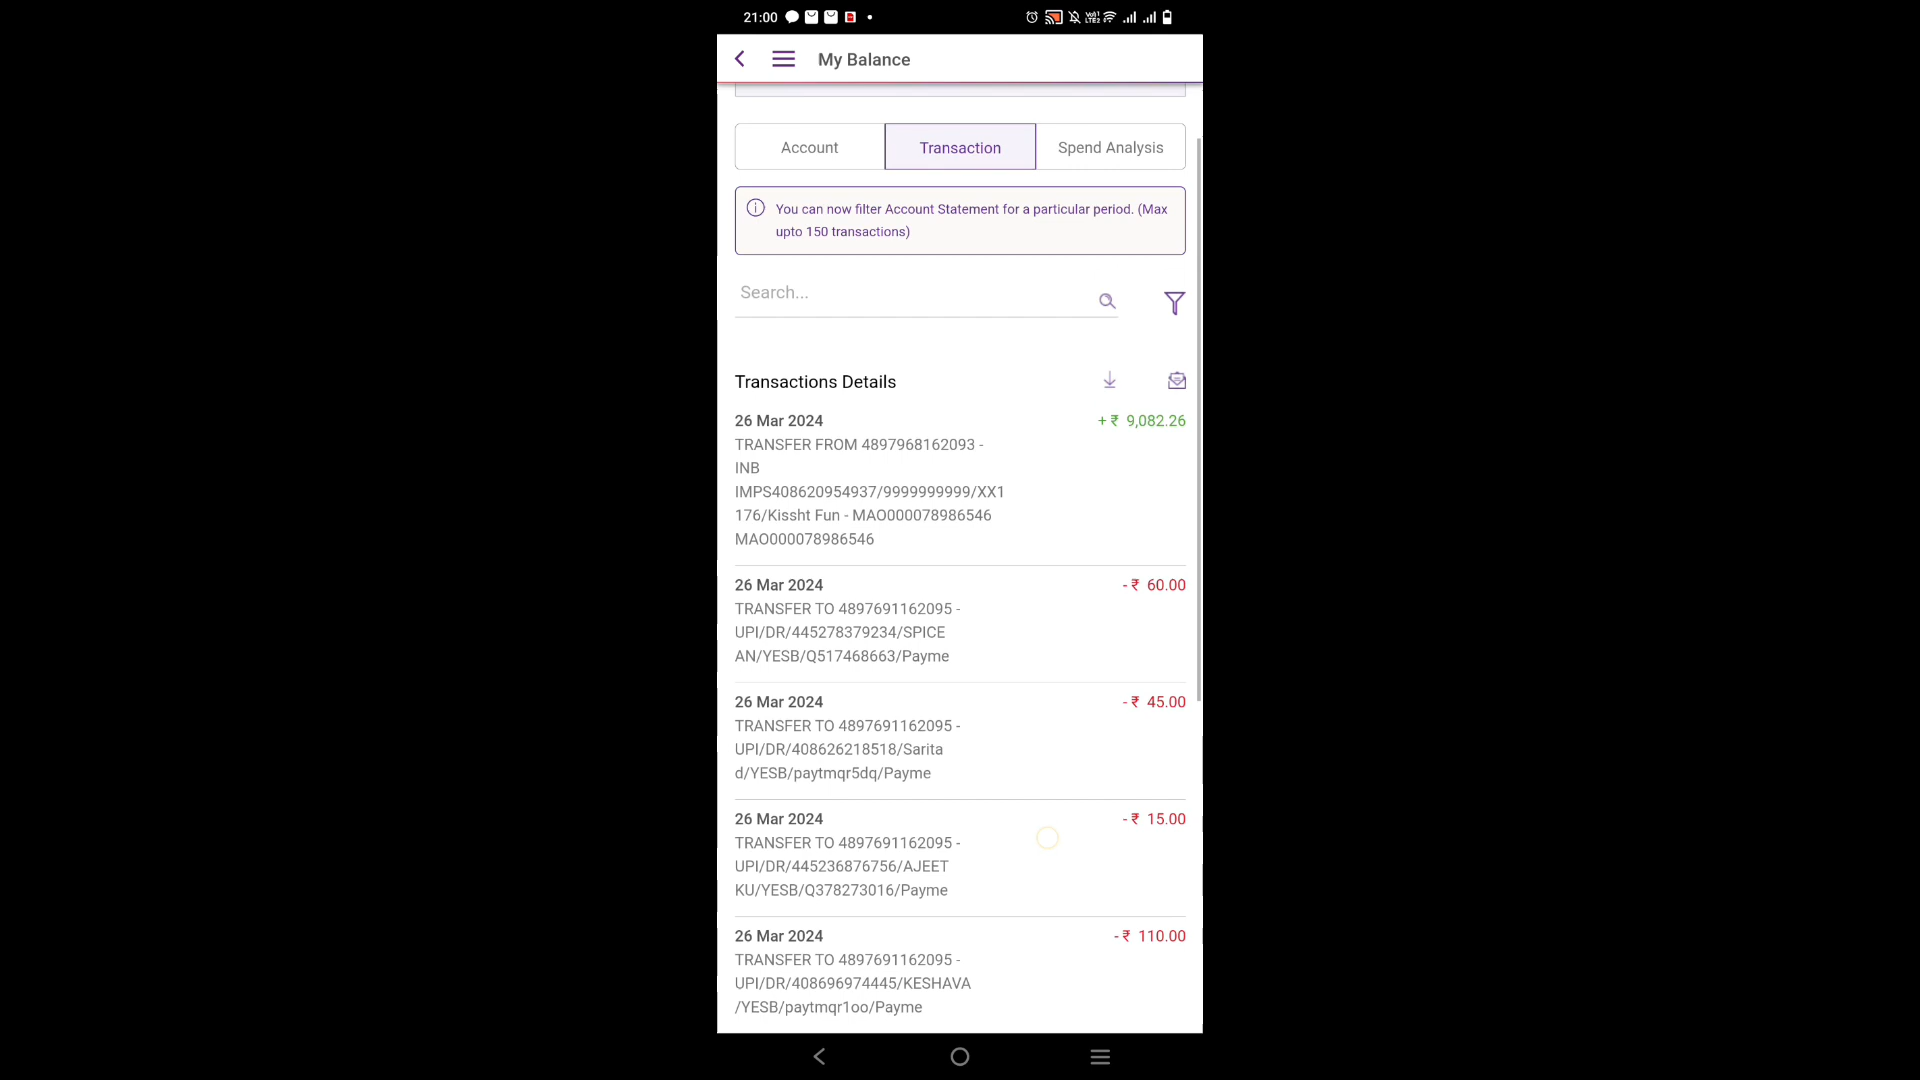 21:00
My Balance
Account
Transaction
Spend Analysis
You can now filter Account Statement for a particular period. (Max
upto 150 transactions)
Search...
Transactions Details
26 Mar 2024
+ ₹ 9,082.26
TRANSFER FROM 4897968162093 -
INB
IMPS408620954937/9999999999/XX1
176/Kissht Fun - MAO000078986546
MAO000078986546
26 Mar 2024
- ₹ 60.00
TRANSFER TO 4897691162095 -
UPI/DR/445278379234/SPICE
AN/YESB/Q517468663/Payme
26 Mar 2024
- ₹ 45.00
TRANSFER TO 4897691162095 -
UPI/DR/408626218518/Sarita
d/YESB/paytmqr5dq/Payme
26 Mar 2024
- ₹ 15.00
TRANSFER TO 4897691162095 -
UPI/DR/445236876756/AJEET
KU/YESB/Q378273016/Payme
26 Mar 2024
- ₹ 110.00
TRANSFER TO 4897691162095 -
UPI/DR/408696974445/KESHAVA
/YESB/paytmqr1oo/Payme